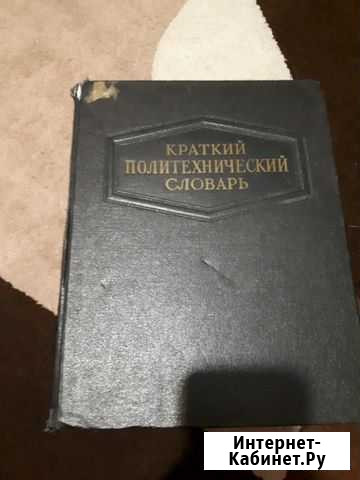 КРАТКИЙ
ПОЛИТЕХНИЧЕСКИЙ
СЛОВАРЬ
Интернет-
Кабинет.Ру